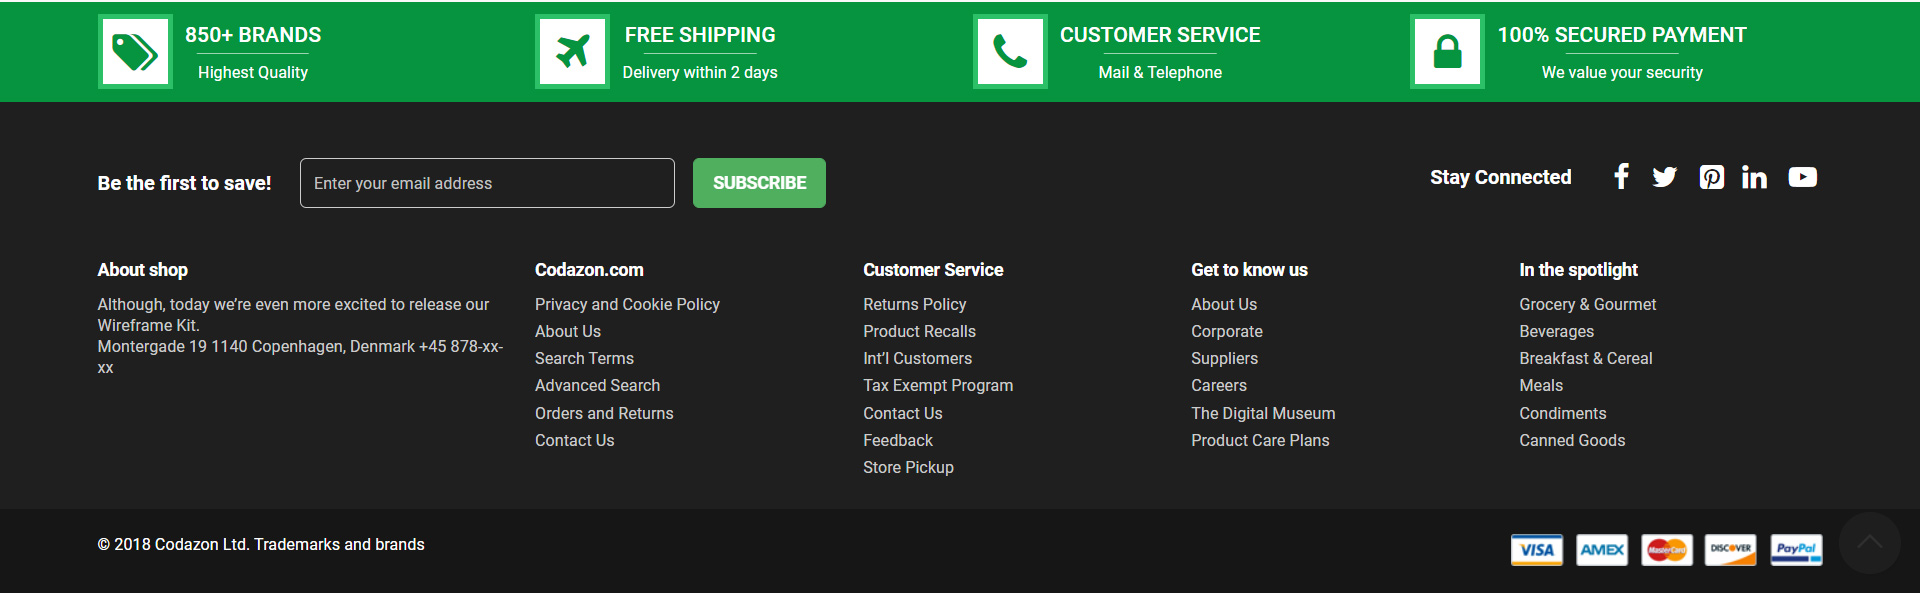 850+ BRANDS
Highest Quality
FREE SHIPPING
Delivery within 2 days
CUSTOMER SERVICE
Mail & Telephone
100% SECURED PAYMENT
We value your security
Be the first to save!
Enter your email address
SUBSCRIBE
Stay Connected
About shop
Although, today we’re even more excited to release our
Wireframe Kit.
Montergade 19 1140 Copenhagen, Denmark +45 878-xx-
xx
Codazon.com
Privacy and Cookie Policy
About Us
Search Terms
Advanced Search
Orders and Returns
Contact Us
Customer Service
Returns Policy
Product Recalls
Int’l Customers
Tax Exempt Program
Contact Us
Feedback
Store Pickup
Get to know us
About Us
Corporate
Suppliers
Careers
The Digital Museum
Product Care Plans
In the spotlight
Grocery & Gourmet
Beverages
Breakfast & Cereal
Meals
Condiments
Canned Goods
© 2018 Codazon Ltd. Trademarks and brands
VISA
AMEX
MasterCard
DISCOVER
PayPal